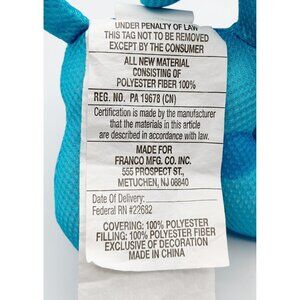 UNDER PENALTY OF LAW
THIS TAG NOT TO BE REMOVED
EXCEPT BY THE CONSUMER
ALL NEW MATERIAL
CONSISTING OF
POLYESTER FIBER 100%
REG. NO. PA 19678 (CN)
Certification is made by the manufacturer
that the materials in this article
are described in accordance with law.
MADE FOR
FRANCO MFG. CO. INC.
555 PROSPECT ST.,
METUCHEN, NJ 08840
Date Of Delivery:
Federal RN #22682
COVERING: 100% POLYESTER
FILLING: 100% POLYESTER FIBER
EXCLUSIVE OF DECORATION
MADE IN CHINA